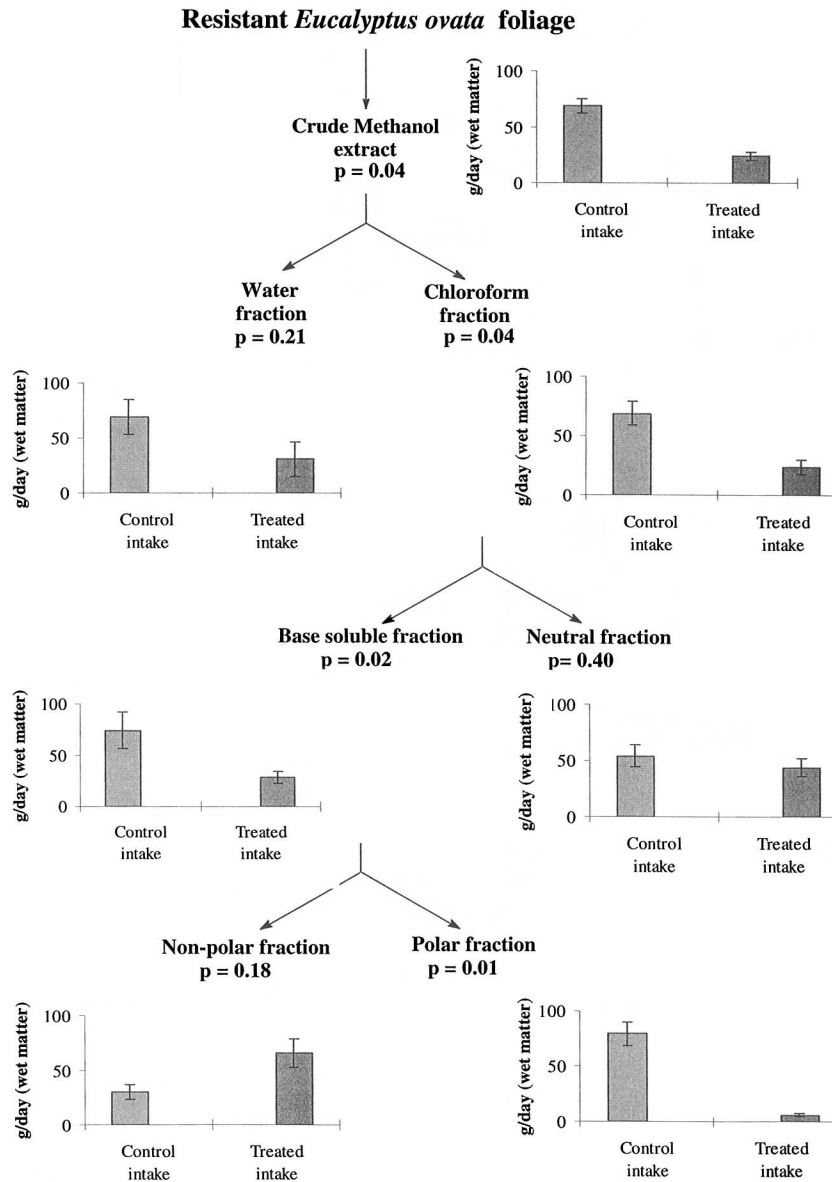 Resistant Eucalyptus ovata foliage
Crude Methanol
extract
p = 0.04
g/day (wet matter)
100
50
0
Control
intake
Treated
intake
Water
fraction
p = 0.21
Chloroform
fraction
p = 0.04
g/day (wet matter)
100
50
0
Control
intake
Treated
intake
g/day (wet matter)
100
50
0
Control
intake
Treated
intake
Base soluble fraction
p = 0.02
Neutral fraction
p= 0.40
g/day (wet matter)
100
50
0
Control
intake
Treated
intake
g/day (wet matter)
100
50
0
Control
intake
Treated
intake
Non-polar fraction
p = 0.18
Polar fraction
p = 0.01
g/day (wet matter)
100
50
0
Control
intake
Treated
intake
g/day (wet matter)
100
50
0
Control
intake
Treated
intake